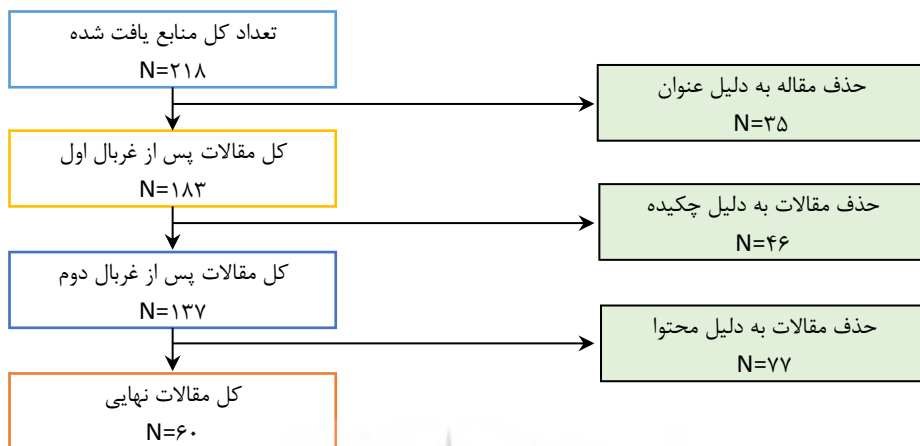 تعداد کل منابع یافت شده
N=۲۱۸
حذف مقاله به دلیل عنوان
N=۳۵
کل مقالات پس از غربال اول
N=۱۸۳
حذف مقالات به دلیل چکیده
N=۴۶
کل مقالات پس از غربال دوم
N=۱۳۷
حذف مقالات به دلیل محتوا
N=۷۷
کل مقالات نهایی
N=۶۰